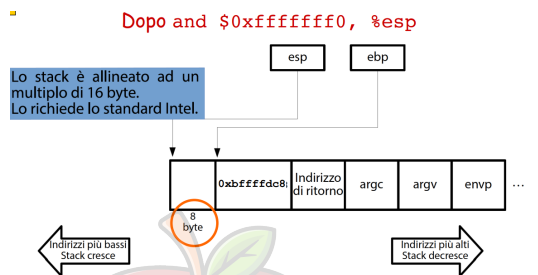 Dopo and $0xfffffff0, %esp
esp
ebp
Lo stack è allineato ad un
multiplo di 16 byte.
Lo richiede lo standard Intel.
0xbffffdc8;
Indirizzo
di ritorno
argc
argv
envp
...
8
byte
Indirizzi più bassi
Stack cresce
Indirizzi più alti
Stack decresce